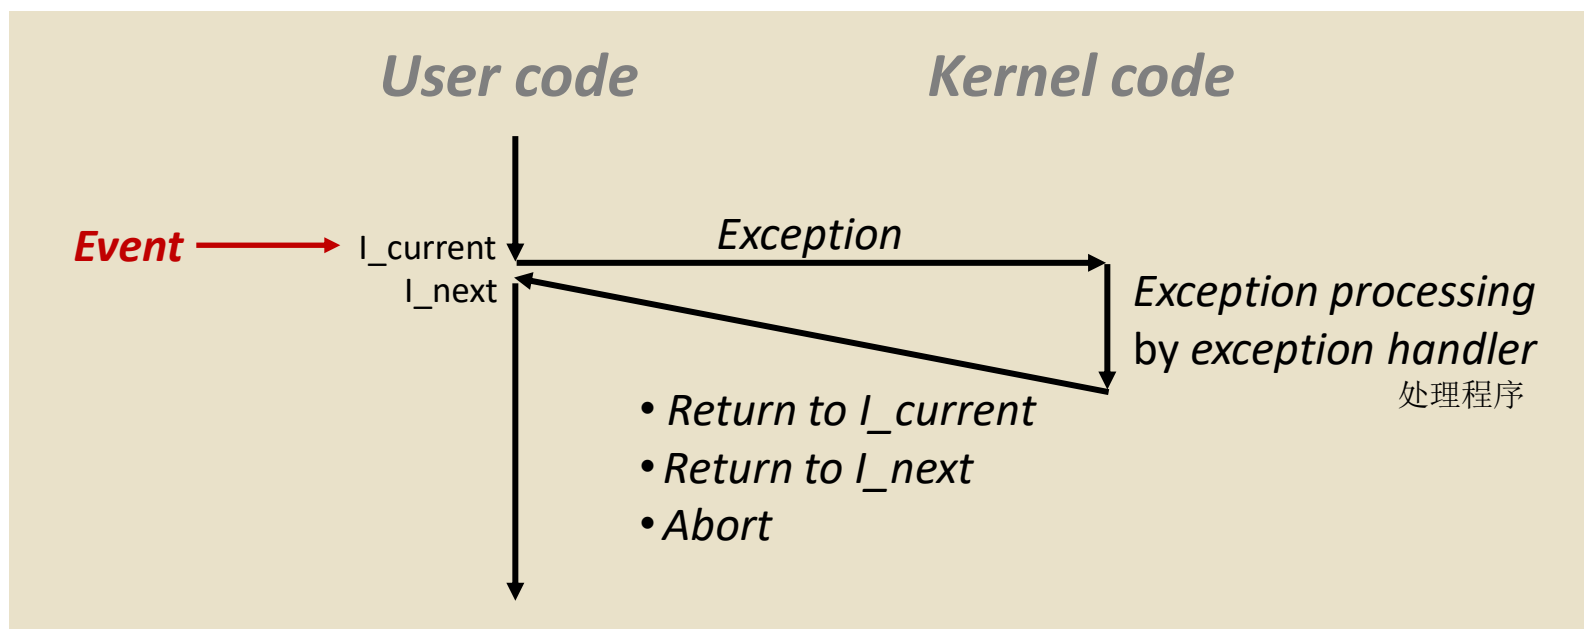 User code
Kernel code
Event
I_current
Exception
I_next
Exception processing
by exception handler
处理程序
• Return to I_current
• Return to I_next
• Abort